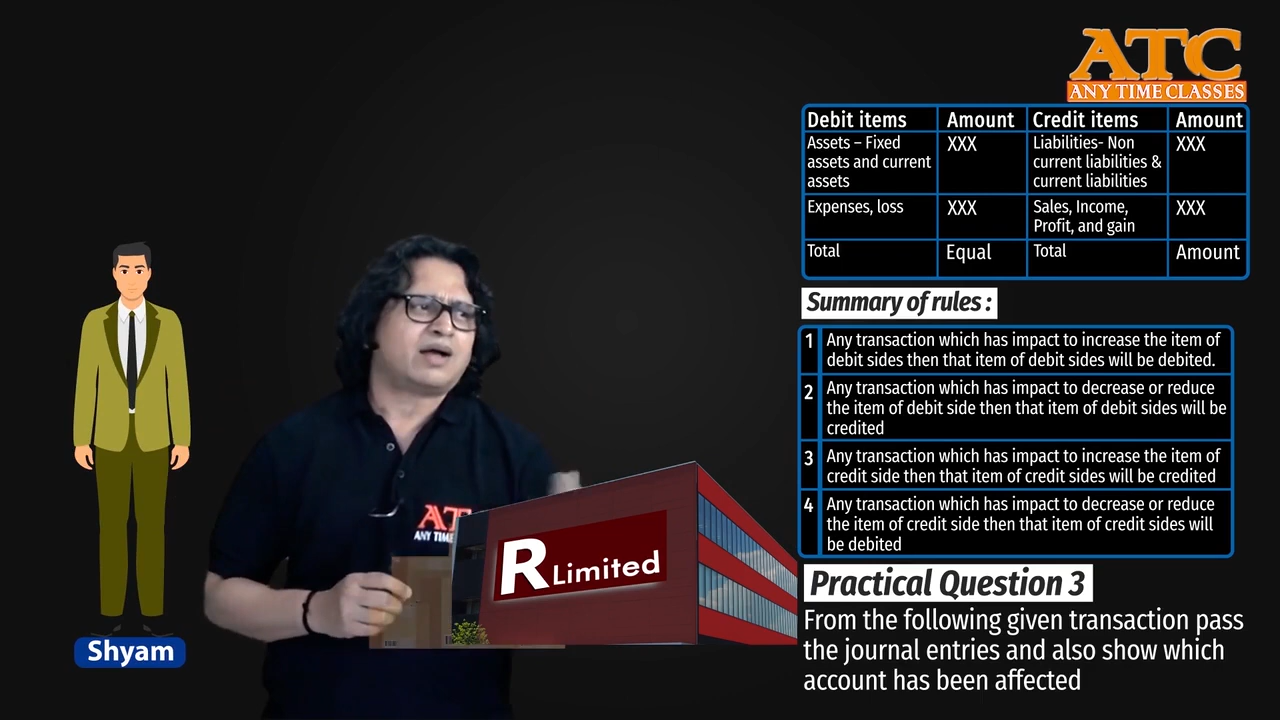 ATC
ANY TIME CLASSES
Debit items Amount Credit items Amount
Assets – Fixed assets and current assets XXX Liabilities- Non current liabilities & current liabilities XXX
Expenses, loss XXX Sales, Income, Profit, and gain XXX
Total Equal Total Amount
Summary of rules :
1 Any transaction which has impact to increase the item of
debit sides then that item of debit sides will be debited.
2 Any transaction which has impact to decrease or reduce
the item of debit side then that item of debit sides will be
credited
3 Any transaction which has impact to increase the item of
credit side then that item of credit sides will be credited
4 Any transaction which has impact to decrease or reduce
the item of credit side then that item of credit sides will
be debited
Practical Question 3
From the following given transaction pass
the journal entries and also show which
account has been affected
AT
ANY TIME
R Limited
Shyam